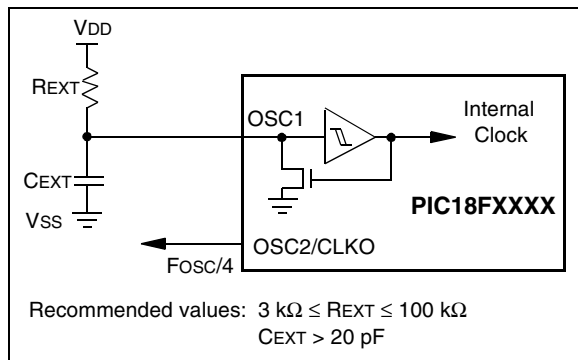 VDD
REXT
OSC1
Internal
Clock
CEXT
PIC18FXXXX
VSS
OSC2/CLKO
FOSC/4
Recommended values: 3 kΩ ≤ REXT ≤ 100 kΩ
CEXT > 20 pF